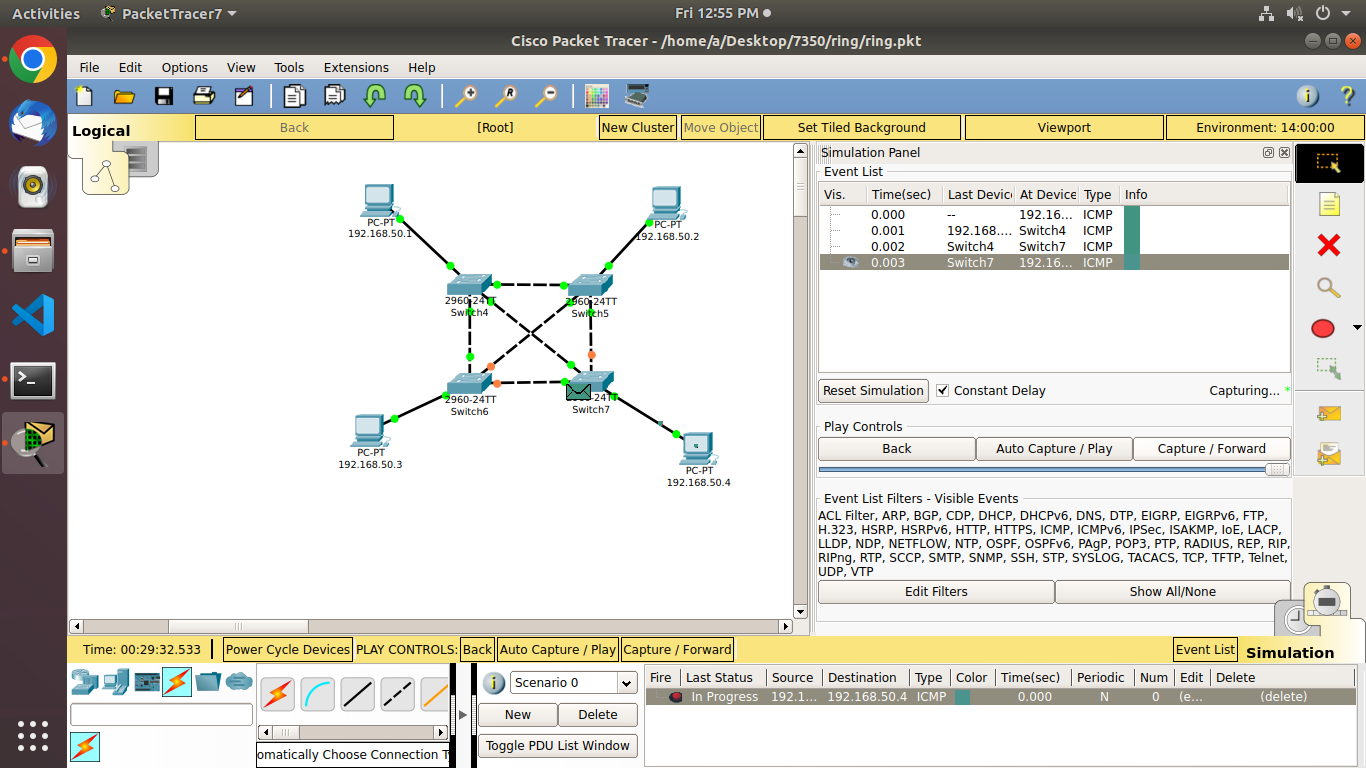 Activities
PacketTracer7
Fri 12:55 PM
Cisco Packet Tracer - /home/a/Desktop/7350/ring/ring.pkt
File Edit Options View Tools Extensions Help
Logical
Back
[Root]
New Cluster
Move Object
Set Tiled Background
Viewport
Environment: 14:00:00
PC-PT
192.168.50.1
PC-PT
192.168.50.2
2960-24TT
Switch4
2960-24TT
Switch5
2960-24TT
Switch6
-24TT
Switch7
PC-PT
192.168.50.3
PC-PT
192.168.50.4
Simulation Panel
Event List
Vis. Time(sec) Last Device At Device Type Info
0.000 -- 192.16... ICMP
0.001 192.168.... Switch4 ICMP
0.002 Switch4 Switch7 ICMP
0.003 Switch7 192.16... ICMP
Reset Simulation
Constant Delay
Capturing... *
Play Controls
Back
Auto Capture / Play
Capture / Forward
Event List Filters - Visible Events
ACL Filter, ARP, BGP, CDP, DHCP, DHCPv6, DNS, DTP, EIGRP, EIGRPv6, FTP,
H.323, HSRP, HSRPv6, HTTP, HTTPS, ICMP, ICMPv6, IPSec, ISAKMP, IoE, LACP,
LLDP, NDP, NETFLOW, NTP, OSPF, OSPFv6, PAgP, POP3, PTP, RADIUS, REP, RIP,
RIPng, RTP, SCCP, SMTP, SNMP, SSH, STP, SYSLOG, TACACS, TCP, TFTP, Telnet,
UDP, VTP
Edit Filters
Show All/None
Time: 00:29:32.533
Power Cycle Devices
PLAY CONTROLS:
Back
Auto Capture / Play
Capture / Forward
Event List
Simulation
Scenario 0
New
Delete
Toggle PDU List Window
omatically Choose Connection T
Fire Last Status Source Destination Type Color Time(sec) Periodic Num Edit Delete
In Progress 192.1... 192.168.50.4 ICMP 0.000 N 0 (e... (delete)